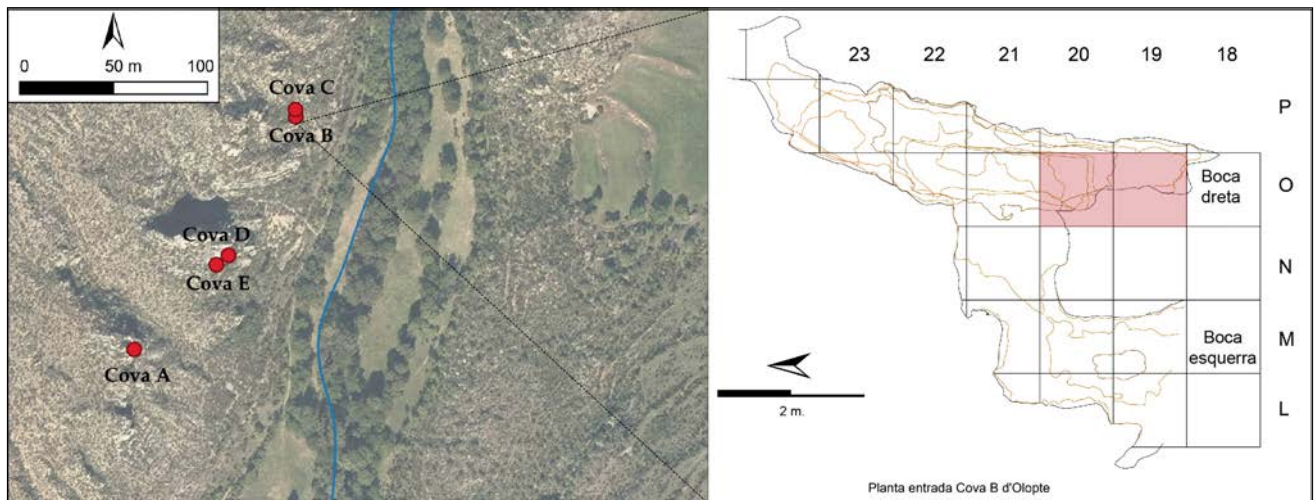 0 50 m 100
Cova C
Cova B
Cova D
Cova E
Cova A
23 22 21 20 19 18
P
O
Boca
dreta
N
M
Boca
esquerra
L
2 m.
Planta entrada Cova B d'Olopte